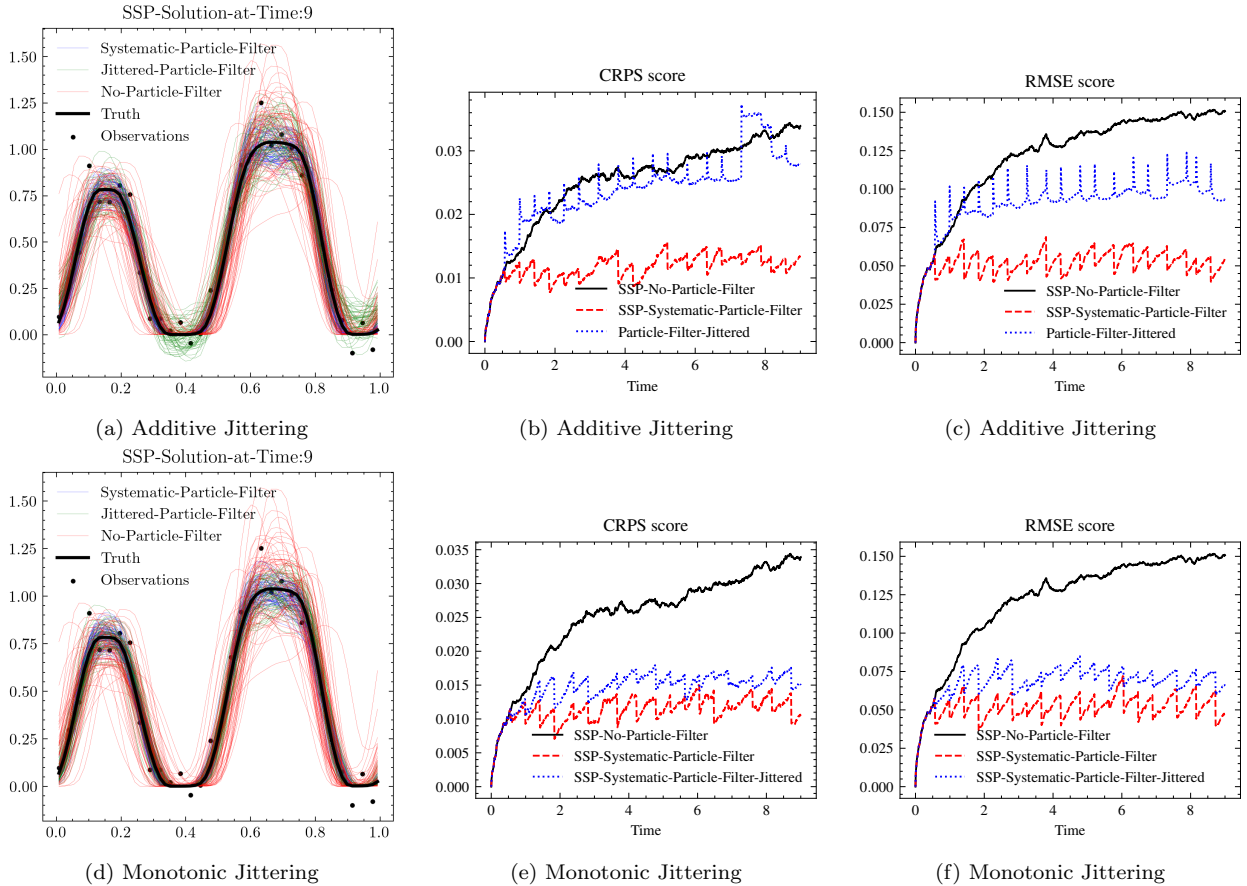 SSP-Solution-at-Time:9
1.50
1.25
1.00
0.75
0.50
0.25
0.00
Systematic-Particle-Filter
Jittered-Particle-Filter
No-Particle-Filter
Truth
Observations
0.0 0.2 0.4 0.6 0.8 1.0
(a) Additive Jittering
CRPS score
0.03
0.02
0.01
0.00
SSP-No-Particle-Filter
SSP-Systematic-Particle-Filter
Particle-Filter-Jittered
0 2 4 6 8
Time
(b) Additive Jittering
RMSE score
0.150
0.125
0.100
0.075
0.050
0.025
0.000
SSP-No-Particle-Filter
SSP-Systematic-Particle-Filter
Particle-Filter-Jittered
0 2 4 6 8
Time
(c) Additive Jittering
SSP-Solution-at-Time:9
1.50
1.25
1.00
0.75
0.50
0.25
0.00
Systematic-Particle-Filter
Jittered-Particle-Filter
No-Particle-Filter
Truth
Observations
0.0 0.2 0.4 0.6 0.8 1.0
(d) Monotonic Jittering
CRPS score
0.035
0.030
0.025
0.020
0.015
0.010
0.005
0.000
SSP-No-Particle-Filter
SSP-Systematic-Particle-Filter
SSP-Systematic-Particle-Filter-Jittered
0 2 4 6 8
Time
(e) Monotonic Jittering
RMSE score
0.150
0.125
0.100
0.075
0.050
0.025
0.000
SSP-No-Particle-Filter
SSP-Systematic-Particle-Filter
SSP-Systematic-Particle-Filter-Jittered
0 2 4 6 8
Time
(f) Monotonic Jittering